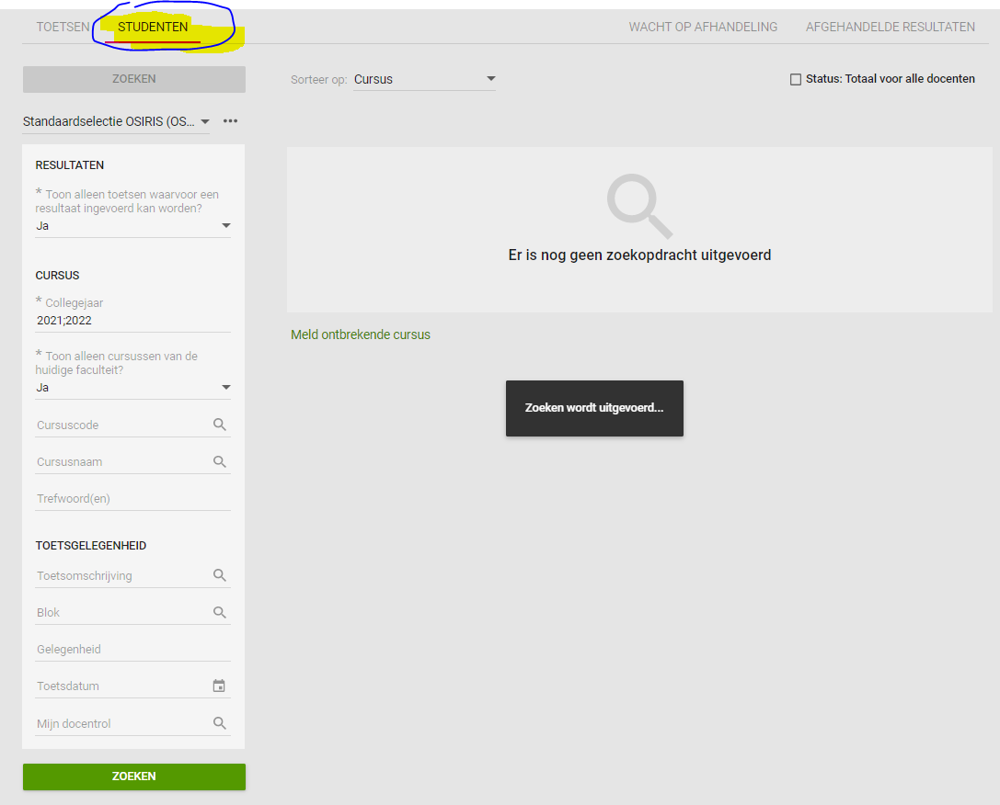 TOETSEN STUDENTEN WACHT OP AFHANDELING AFGEHANDELDE RESULTATEN
ZOEKEN
Sorteer op: Cursus
Status: Totaal voor alle docenten
Standaardselectie OSIRIS (OS...
RESULTATEN
* Toon alleen toetsen waarvoor een
resultaat ingevoerd kan worden?
Ja
CURSUS
* Collegejaar
2021;2022
* Toon alleen cursussen van de
huidige faculteit?
Ja
Cursuscode
Cursusnaam
Trefwoord(en)
TOETSGELEGENHEID
Toetsomschrijving
Blok
Gelegenheid
Toetsdatum
Mijn docentrol
ZOEKEN
Er is nog geen zoekopdracht uitgevoerd
Meld ontbrekende cursus
Zoeken wordt uitgevoerd...